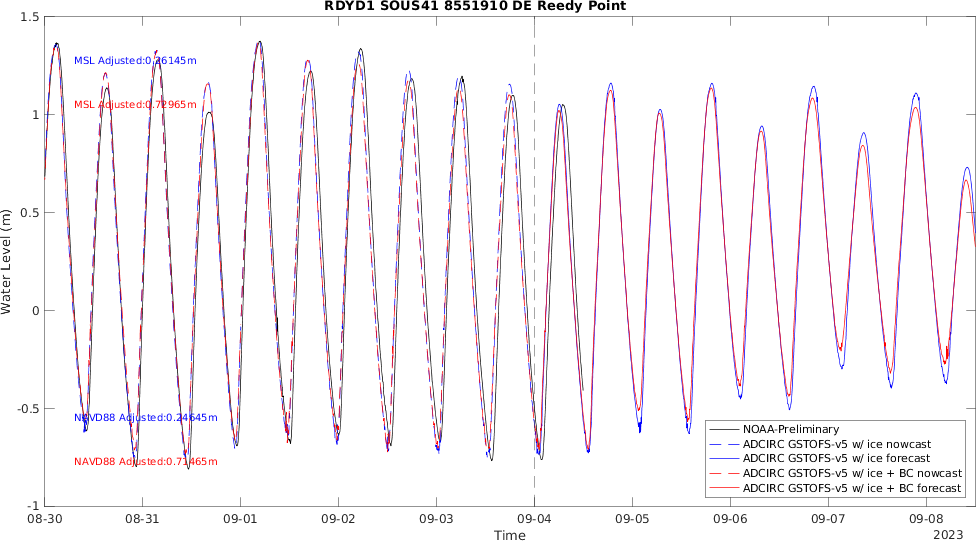 RDYD1 SOUS41 8551910 DE Reedy Point
1.5
1
0.5
0
-0.5
-1
Water Level (m)
MSL Adjusted:0.26145m
MSL Adjusted:0.72965m
NAVD88 Adjusted:0.24645m
NAVD88 Adjusted:0.71465m
NOAA-Preliminary
ADCIRC GSTOFS-v5 w/ ice nowcast
ADCIRC GSTOFS-v5 w/ ice forecast
ADCIRC GSTOFS-v5 w/ ice + BC nowcast
ADCIRC GSTOFS-v5 w/ ice + BC forecast
08-30 08-31 09-01 09-02 09-03 09-04 09-05 09-06 09-07 09-08
Time
2023